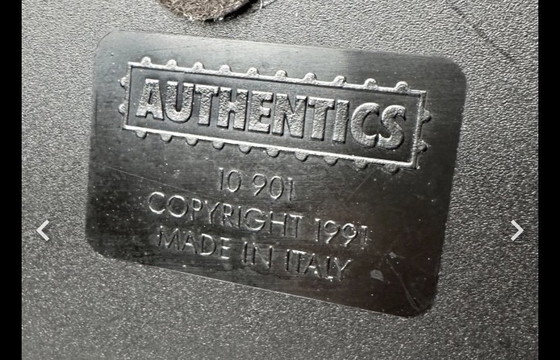 AUTHENTICS
10 901
COPYRIGHT 1991
MADE IN ITALY